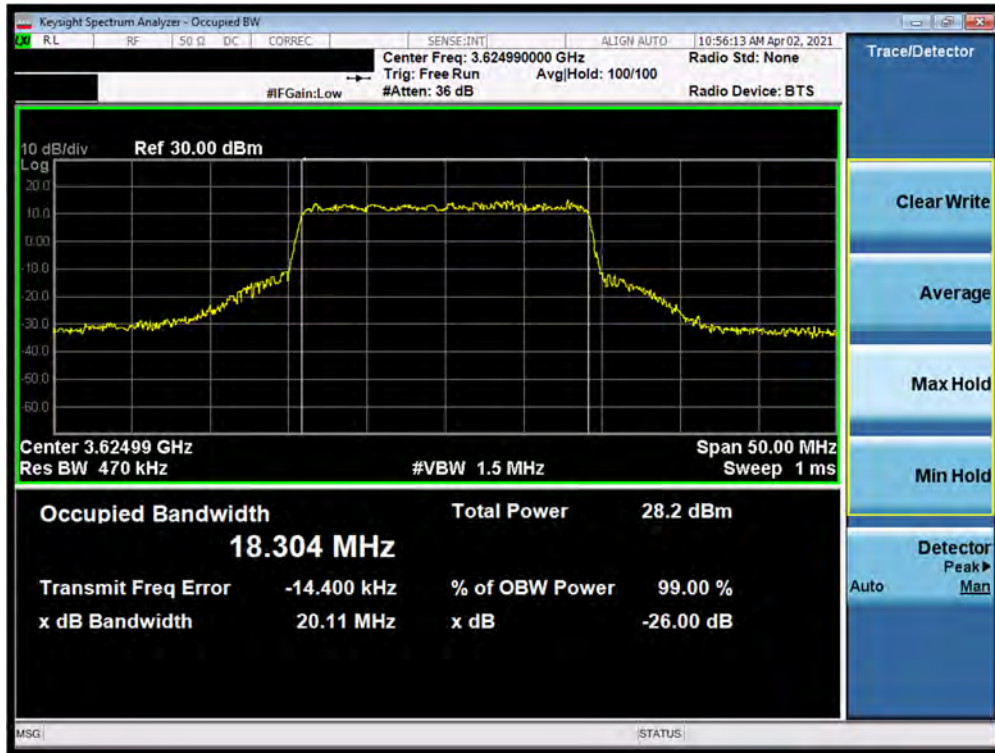 Keysight Spectrum Analyzer - Occupied BW
LXI RL RF 50 Ω DC CORREC SENSE:INT ALIGN AUTO 10:56:13 AM Apr 02, 2021
Center Freq: 3.624990000 GHz Radio Std: None
Trig: Free Run Avg|Hold: 100/100
#IFGain:Low #Atten: 36 dB Radio Device: BTS
10 dB/div Ref 30.00 dBm
Log
20.0
10.0
0.00
-10.0
-20.0
-30.0
-40.0
-50.0
-60.0
Center 3.62499 GHz Span 50.00 MHz
Res BW 470 kHz #VBW 1.5 MHz Sweep 1 ms
Occupied Bandwidth Total Power 28.2 dBm
18.304 MHz
Transmit Freq Error -14.400 kHz % of OBW Power 99.00 %
x dB Bandwidth 20.11 MHz x dB -26.00 dB
Trace/Detector
Clear Write
Average
Max Hold
Min Hold
Detector
Peak▶
Auto Man
MSG STATUS